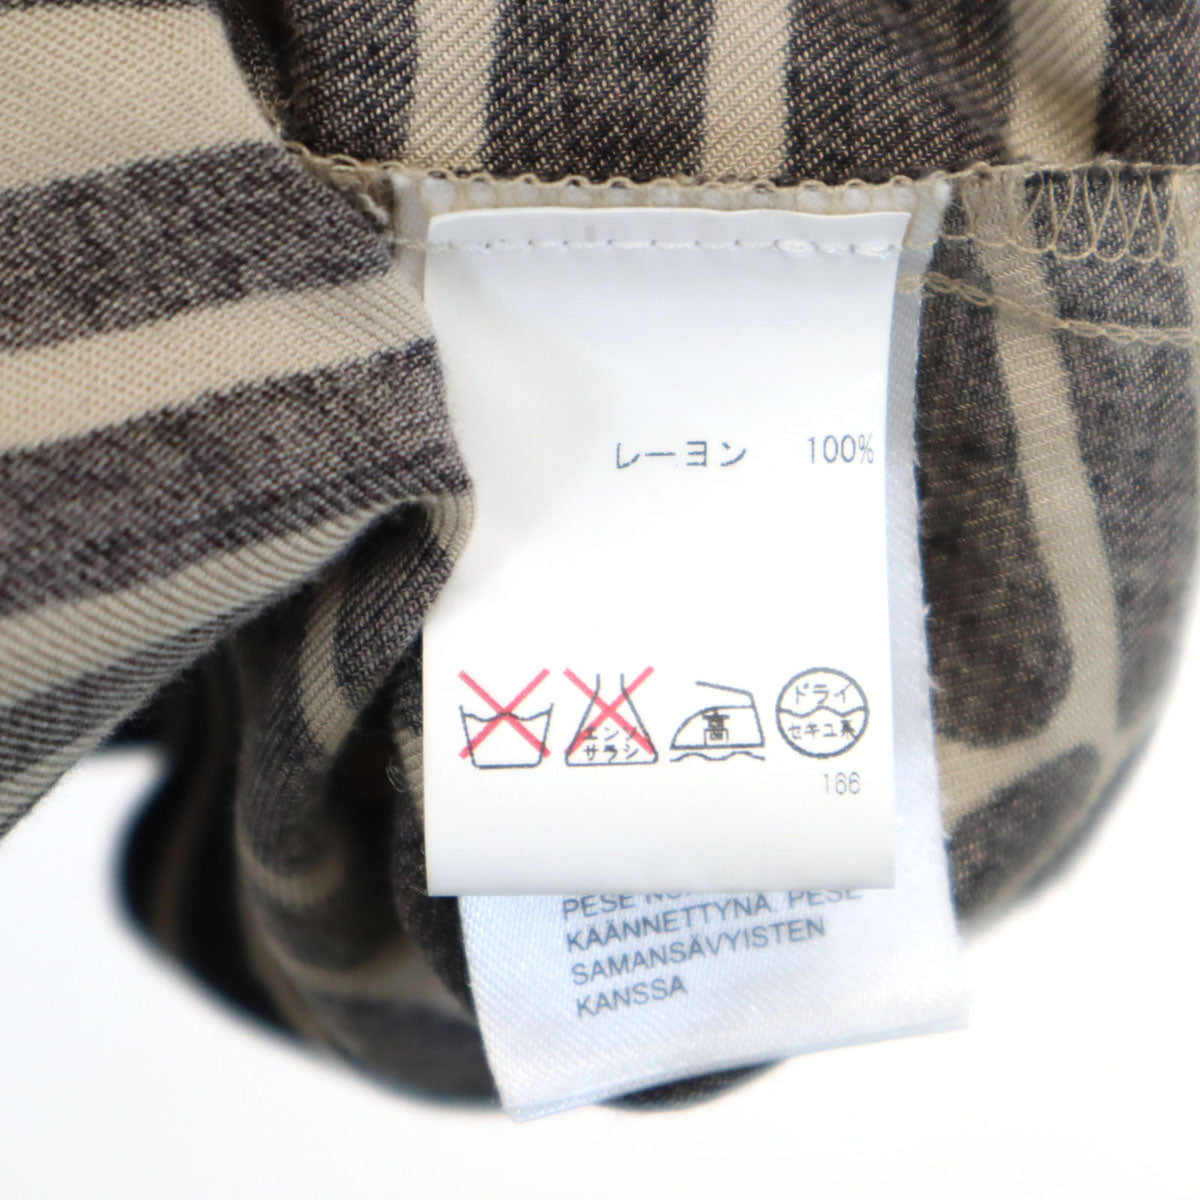 レーヨン 100%
エンソ
サラシ
高
ドライ
セキユ系
166
PESE
KÄÄNNETTYNÄ. PESE
SAMANSÄVYISTEN
KANSSA